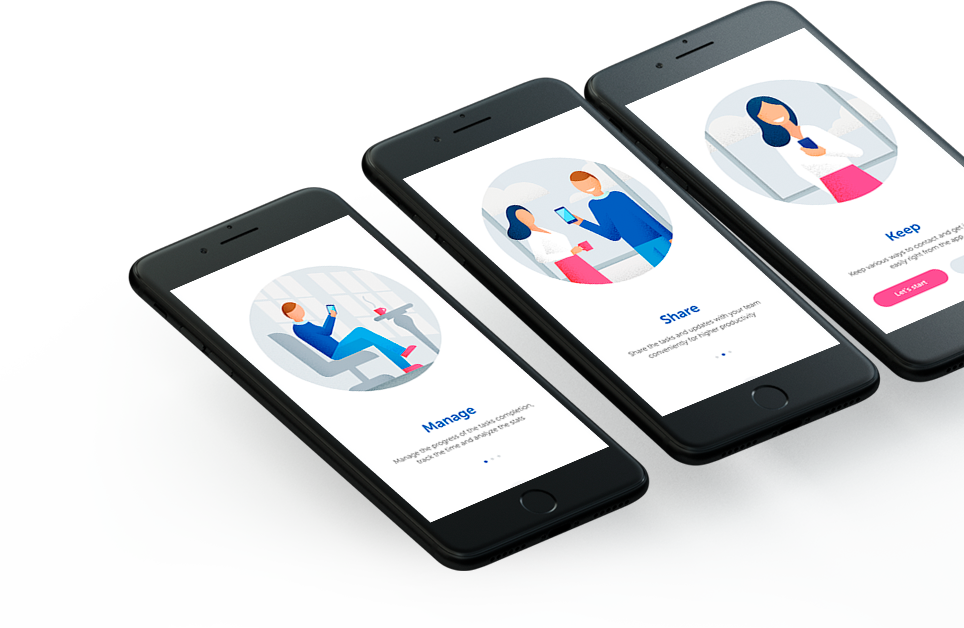 Manage
Manage the progress of the tasks completion,
track the time and analyze the stats
Share
Share the tasks and updates with your team
conveniently for higher productivity
Keep
Keep various ways to contact and get
easily right from the app
Let's start